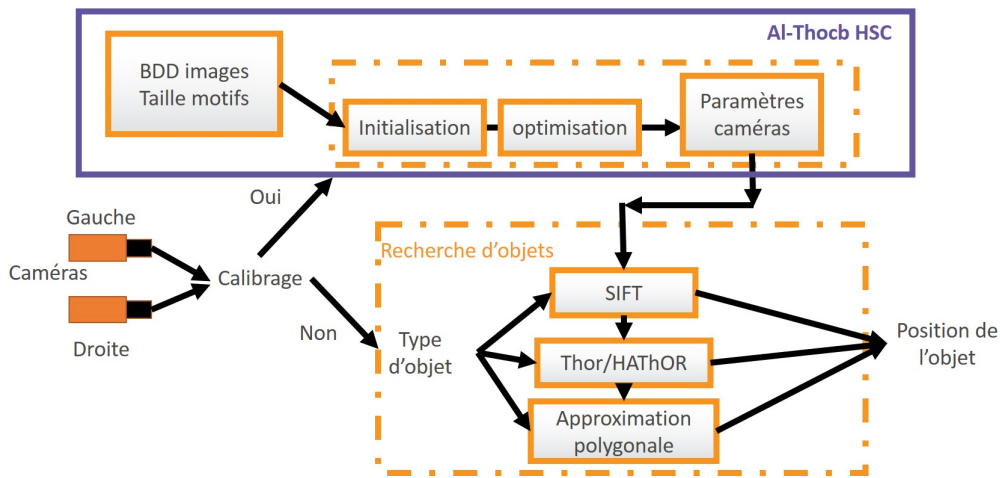 Al-Thocb HSC
BDD images
Taille motifs
Initialisation
optimisation
Paramètres
caméras
Oui
Gauche
Caméras
Droite
Calibrage
Non
Recherche d’objets
Type
d’objet
SIFT
Thor/HAThOR
Approximation
polygonale
Position de
l’objet